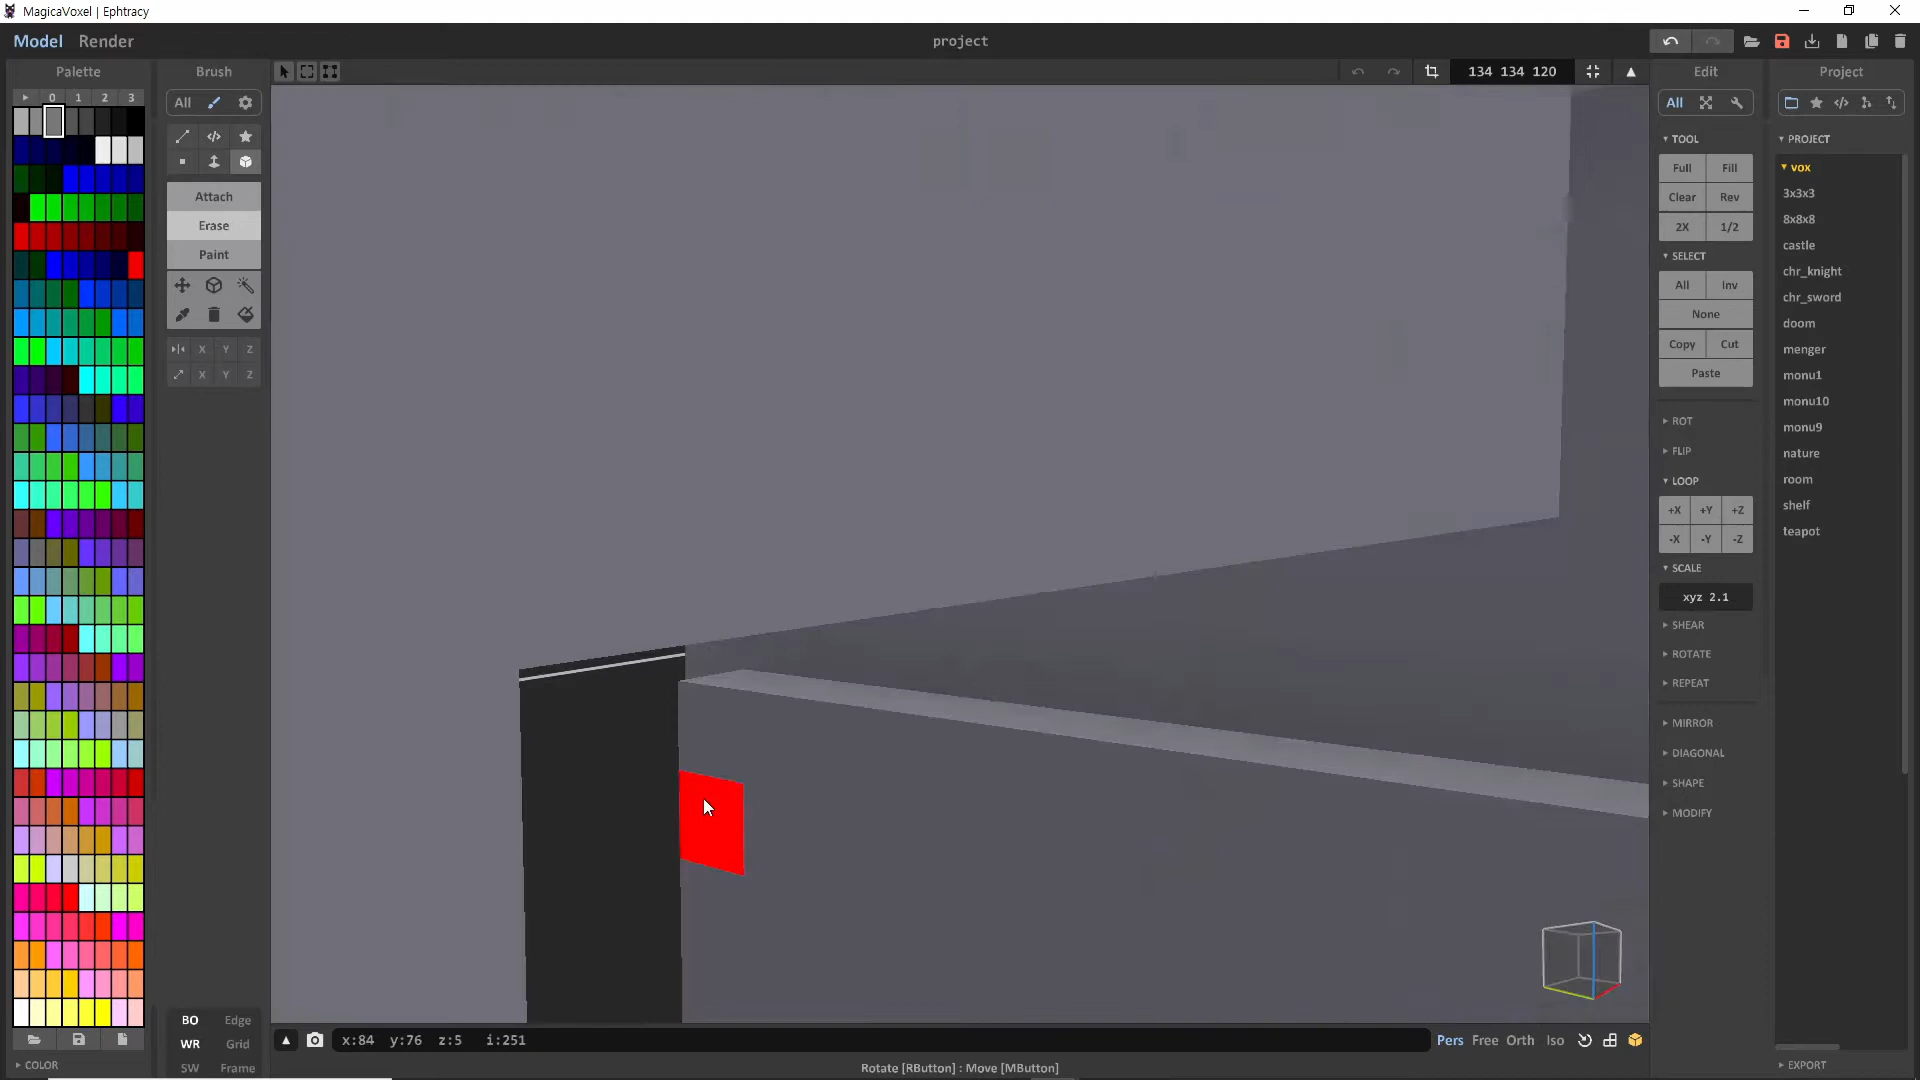 MagicaVoxel | Ephtracy
Model Render
project
Palette
Brush
134 134 120
Edit
Project
0 1 2 3
All
All
TOOL
PROJECT
Full Fill
vox
Attach
Clear Rev
3x3x3
Erase
2X 1/2
8x8x8
Paint
SELECT
castle
All Inv
chr_knight
None
chr_sword
Copy Cut
doom
X Y Z
Paste
menger
X Y Z
monu1
monu10
ROT
monu9
FLIP
nature
LOOP
room
+X +Y +Z
shelf
-X -Y -Z
teapot
SCALE
xyz 2.1
SHEAR
ROTATE
REPEAT
MIRROR
DIAGONAL
SHAPE
MODIFY
BO Edge
WR Grid
SW Frame
x:84 y:76 z:5 i:251
Pers Free Orth Iso
COLOR
Rotate [RButton] : Move [MButton]
EXPORT